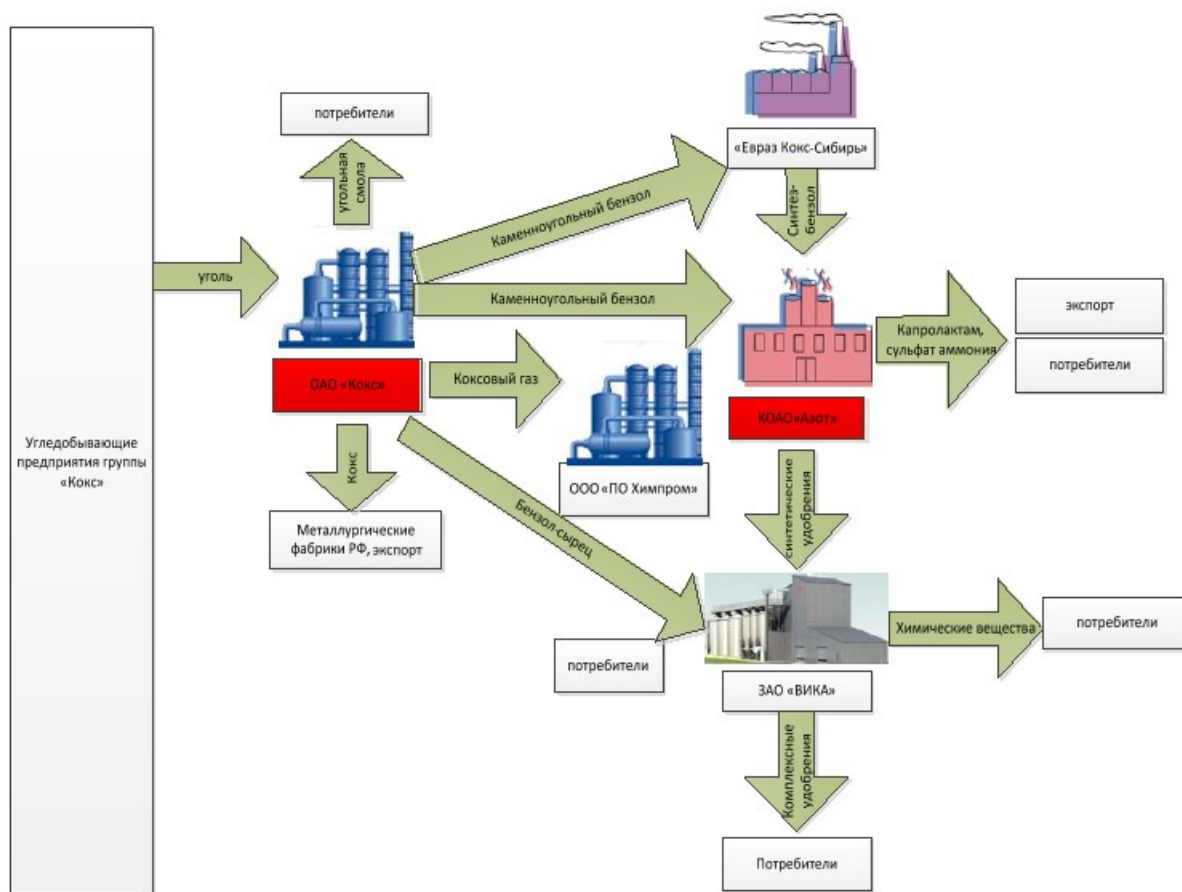 потребители
«Евраз Кокс-Сибирь»
угольная
смола
Каменноугольный бензол
Синтез-
бензол
уголь
Каменноугольный бензол
Капролактам,
сульфат аммония
экспорт
потребители
ОАО «Кокс»
Коксовый газ
КОАО»Азот»
Угледобывающие
предприятия группы
«Кокс»
Кокс
ООО «ПО Химпром»
синтетические
удобрения
Металлургические
фабрики РФ, экспорт
Бензол-сырец
Химические вещества
потребители
потребители
ЗАО «ВИКА»
Комплексные
удобрения
Потребители